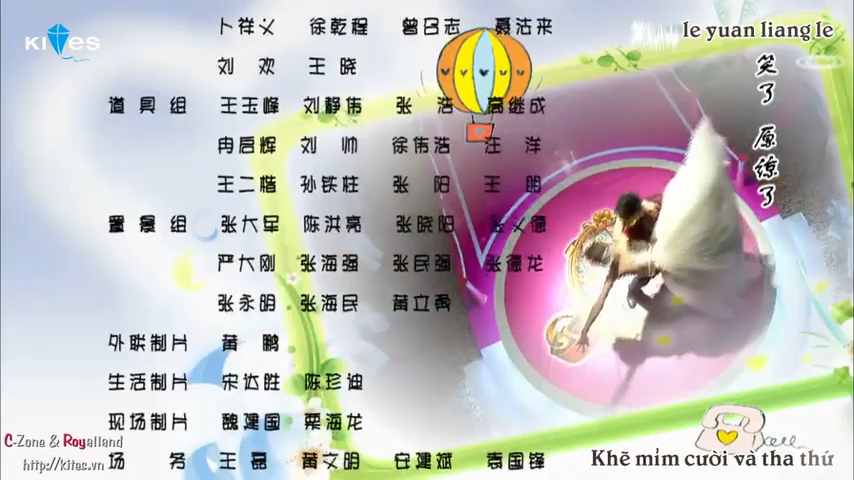 KITES
le yuan liang le
笑了 原谅了
卜祥义 徐乾程 曾召志 聂沽来
刘欢 王晓
道具组 王玉峰 刘静伟 张浩 高继成
冉启辉 刘帅 徐伟浩 汪洋
王二楷 孙铁柱 张阳 王明
置景组 张大军 陈洪亮 张晓阳 义德
严大刚 张海强 张民强 张德龙
张永明 张海民 黄立勇
外联制片 黄鹏
生活制片 宋达胜 陈珍迪
现场制片 魏建国 栗海龙
场务 王磊 黄文明 安建斌 袁国锋
C-Zone & Royalland
http://kites.vn
Khẽ mỉm cười và tha thứ